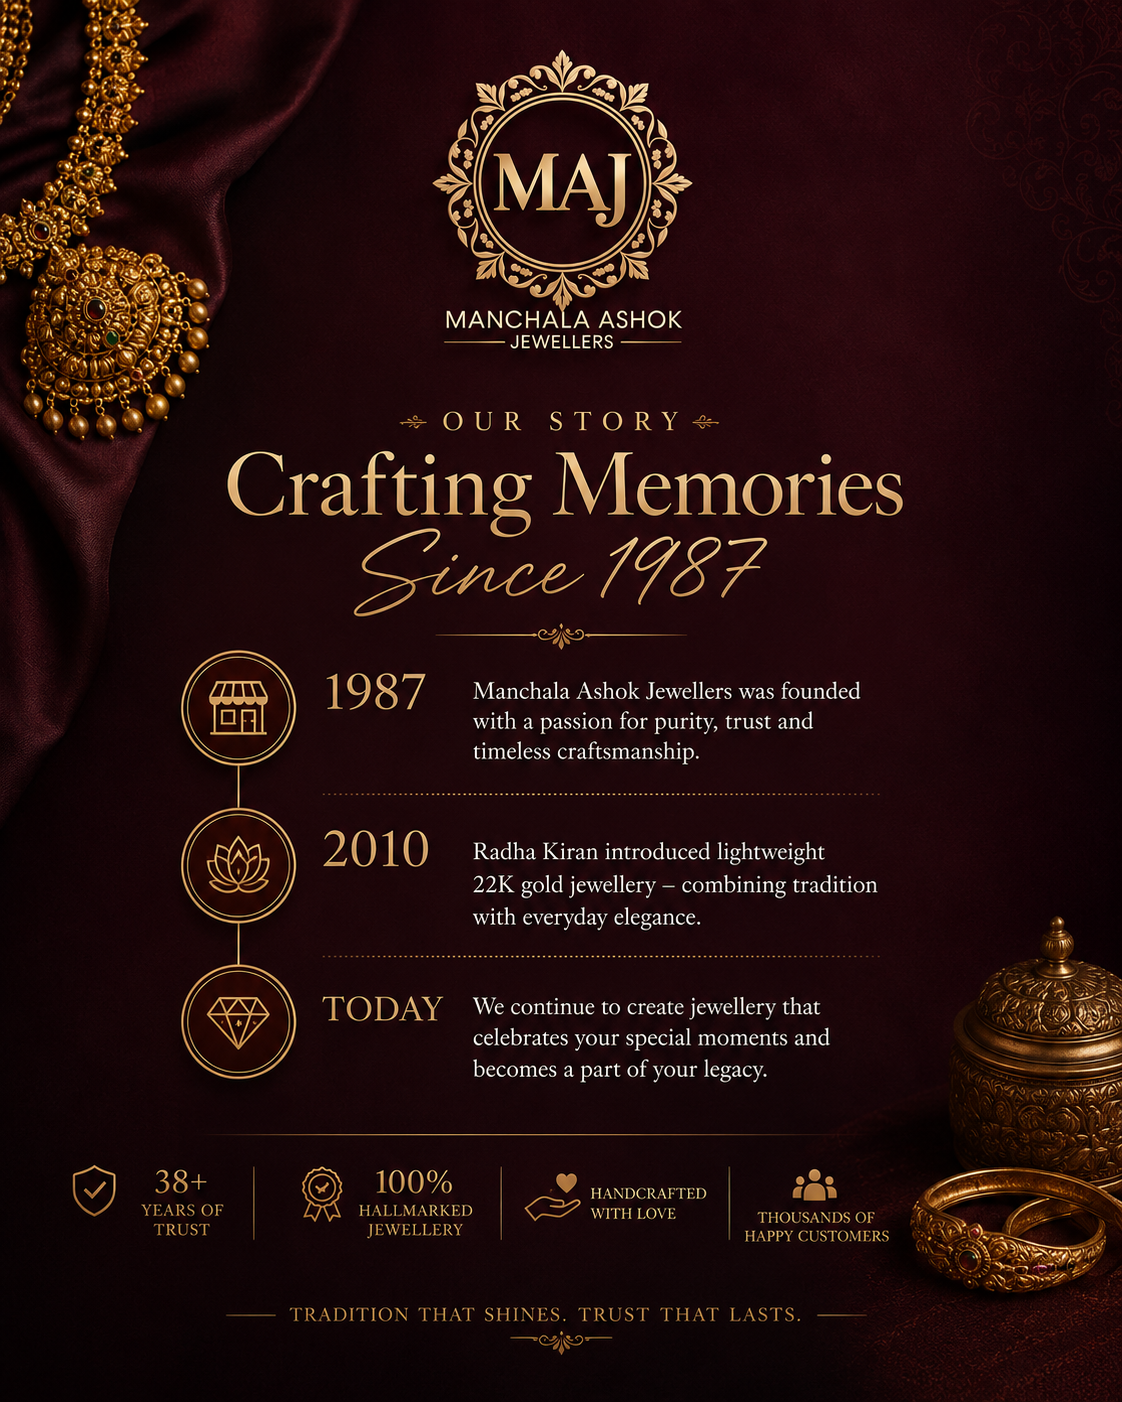 MAJ
MANCHALA ASHOK
JEWELLERS
OUR STORY
Crafting Memories
Since 1987
1987
Manchala Ashok Jewellers was founded
with a passion for purity, trust and
timeless craftsmanship.
2010
Radha Kiran introduced lightweight
22K gold jewellery – combining tradition
with everyday elegance.
TODAY
We continue to create jewellery that
celebrates your special moments and
becomes a part of your legacy.
38+
YEARS OF
TRUST
100%
HALLMARKED
JEWELLERY
HANDCRAFTED
WITH LOVE
THOUSANDS OF
HAPPY CUSTOMERS
TRADITION THAT SHINES. TRUST THAT LASTS.